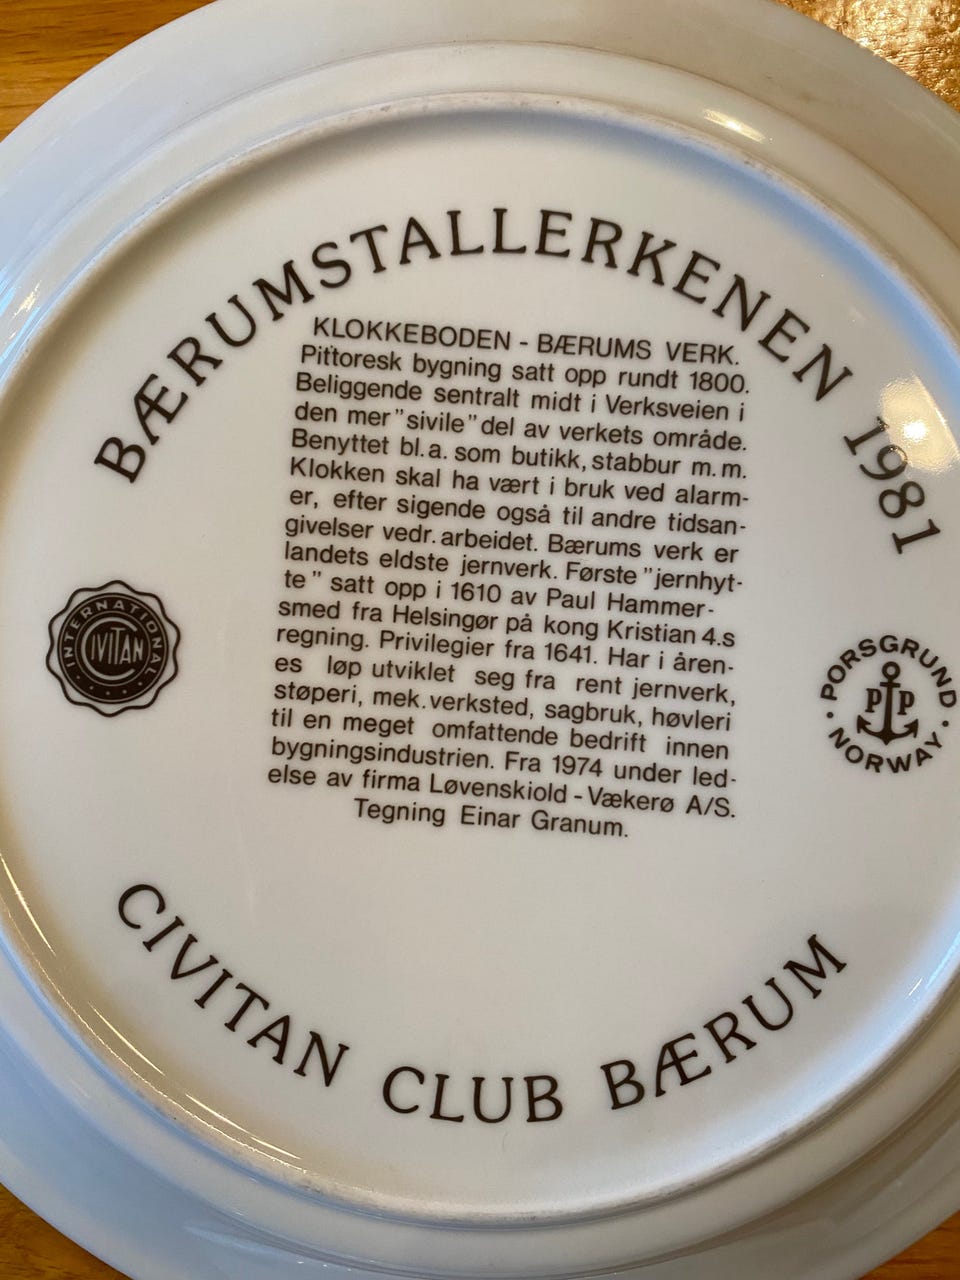 BÆRUMSTALLERKENEN 1981
KLOKKEBODEN - BÆRUMS VERK.
Pittoresk bygning satt opp rundt 1800.
Beliggende sentralt midt i Verksveien i
den mer "sivile" del av verkets område.
Benyttet bl.a. som butikk, stabbur m.m.
Klokken skal ha vært i bruk ved alarm-
er, efter sigende også til andre tidsan-
givelser vedr. arbeidet. Bærums verk er
landets eldste jernverk. Første "jernhyt-
te" satt opp i 1610 av Paul Hammer-
smed fra Helsingør på kong Kristian 4.s
regning. Privilegier fra 1641. Har i åren-
es løp utviklet seg fra rent jernverk,
støperi, mek. verksted, sagbruk, høvleri
til en meget omfattende bedrift innen
bygningsindustrien. Fra 1974 under led-
else av firma Løvenskiold - Vækerø A/S.
Tegning Einar Granum.
INTERNATIONAL
CIVITAN
PORSGRUND
PP
NORWAY
CIVITAN CLUB BÆRUM